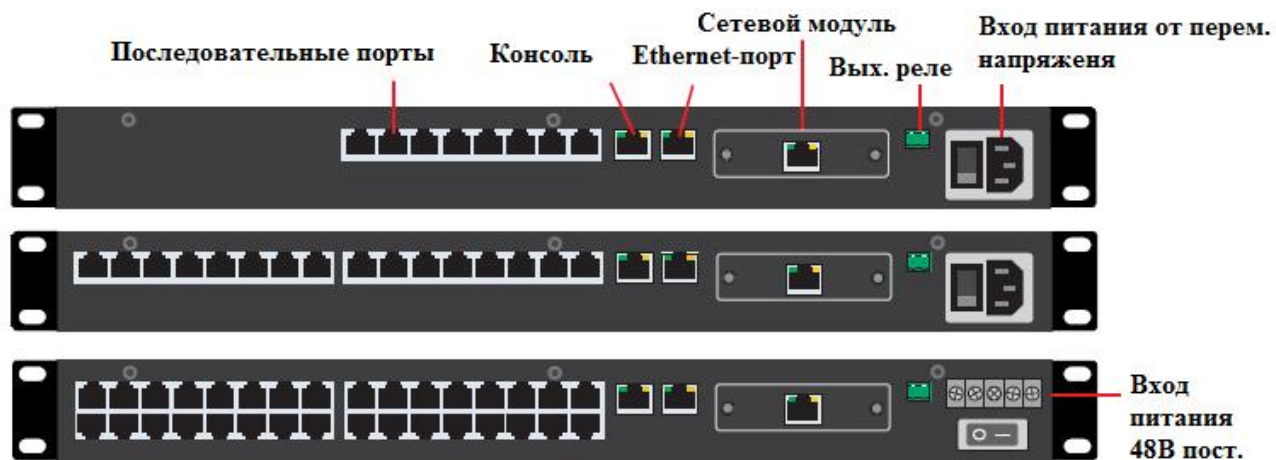 Сетевой модуль
Вход питания от перем.
напряженя
Последовательные порты
Консоль
Ethernet-порт
Вых. реле
Вход
питания
48В пост.